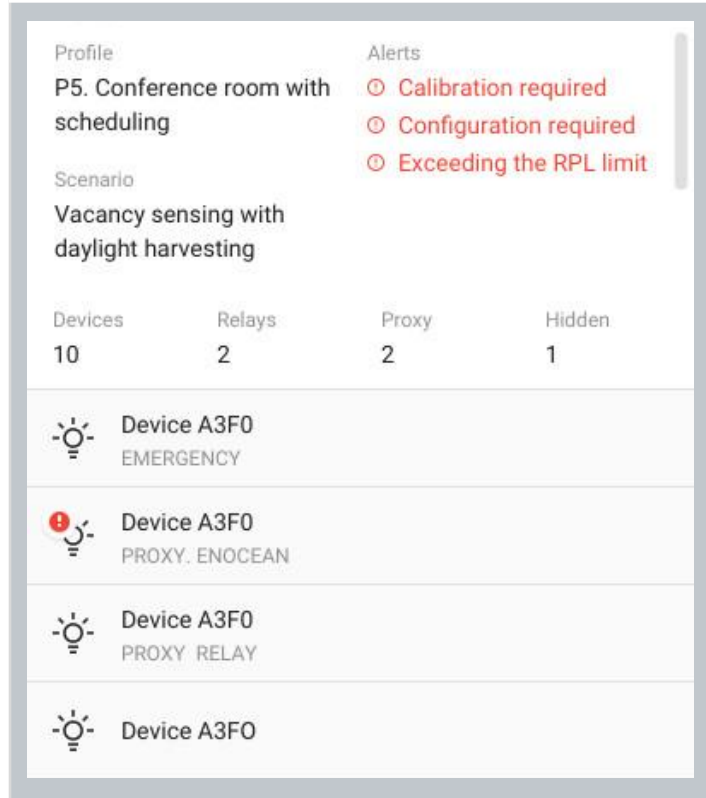 Profile
P5. Conference room with
scheduling
Scenario
Vacancy sensing with
daylight harvesting
Alerts
Calibration required
Configuration required
Exceeding the RPL limit
Devices Relays Proxy Hidden
10 2 2 1
Device A3F0
EMERGENCY
Device A3F0
PROXY. ENOCEAN
Device A3F0
PROXY RELAY
Device A3FO